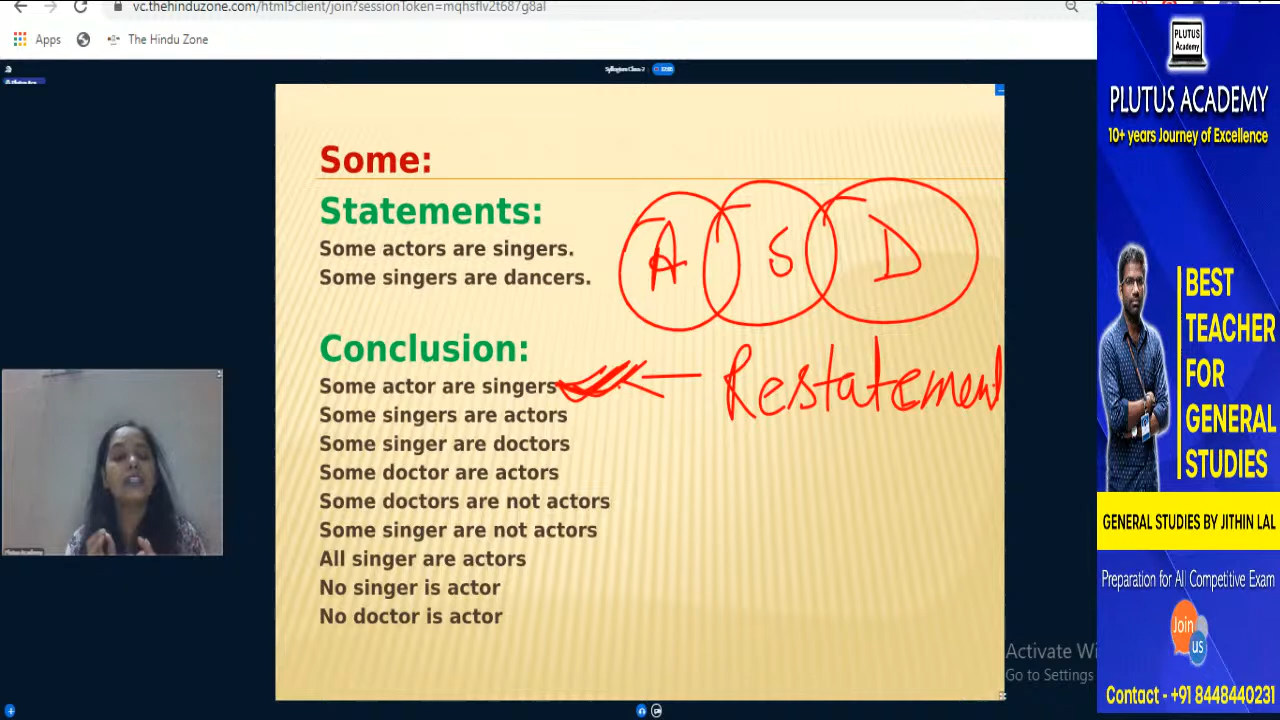 vc.thehinduzone.com/html5client/join?sessionToken=mqhsflv2t687g8al
Apps
The Hindu Zone
Syllogism Class 2
Some:
Statements:
Some actors are singers.
Some singers are dancers.
A S D
Conclusion:
Some actor are singers
Restatement
Some singers are actors
Some singer are doctors
Some doctor are actors
Some doctors are not actors
Some singer are not actors
All singer are actors
No singer is actor
No doctor is actor
Plutus Academy
Activate Wi
Go to Settings
PLUTUS
Academy
PLUTUS ACADEMY
10+ years Journey of Excellence
BEST
TEACHER
FOR
GENERAL
STUDIES
GENERAL STUDIES BY JITHIN LAL
Preparation for All Competitive Exam
Join
us
Contact - +91 8448440231